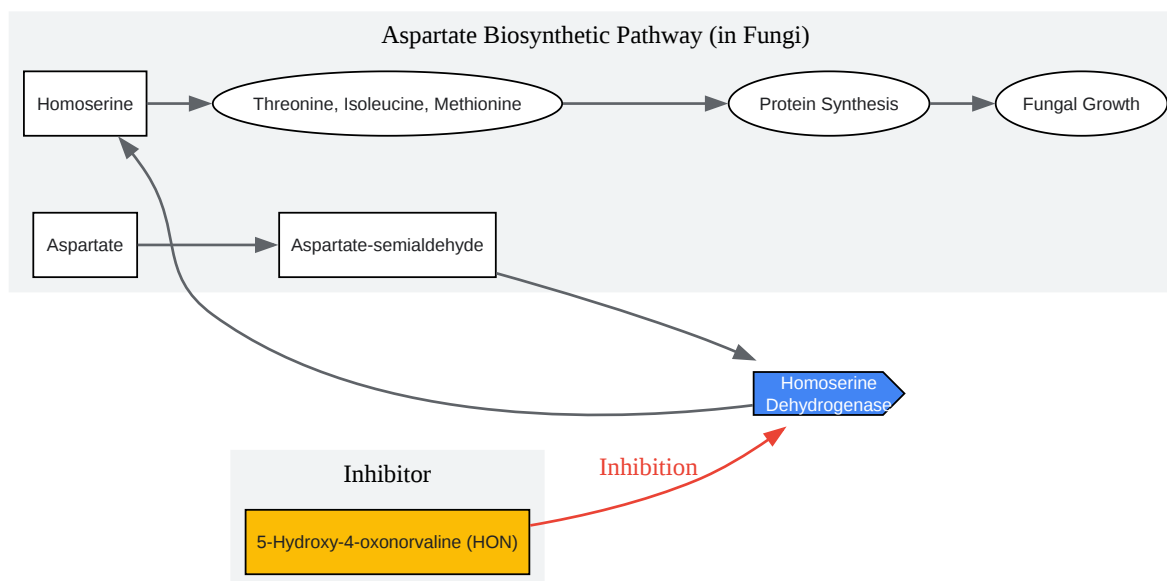 Aspartate Biosynthetic Pathway (in Fungi)
Homoserine
Threonine, Isoleucine, Methionine
Protein Synthesis
Fungal Growth
Aspartate
Aspartate-semialdehyde
Homoserine
Dehydrogenase
Inhibition
Inhibitor
5-Hydroxy-4-oxonorvaline (HON)